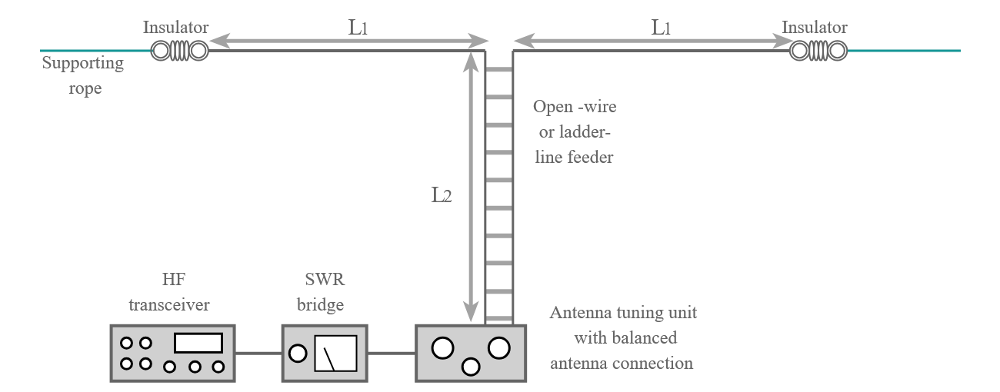 Insulator
L1
L1
Insulator
Supporting
rope
Open -wire
or ladder-
line feeder
L2
HF
transceiver
SWR
bridge
Antenna tuning unit
with balanced
antenna connection